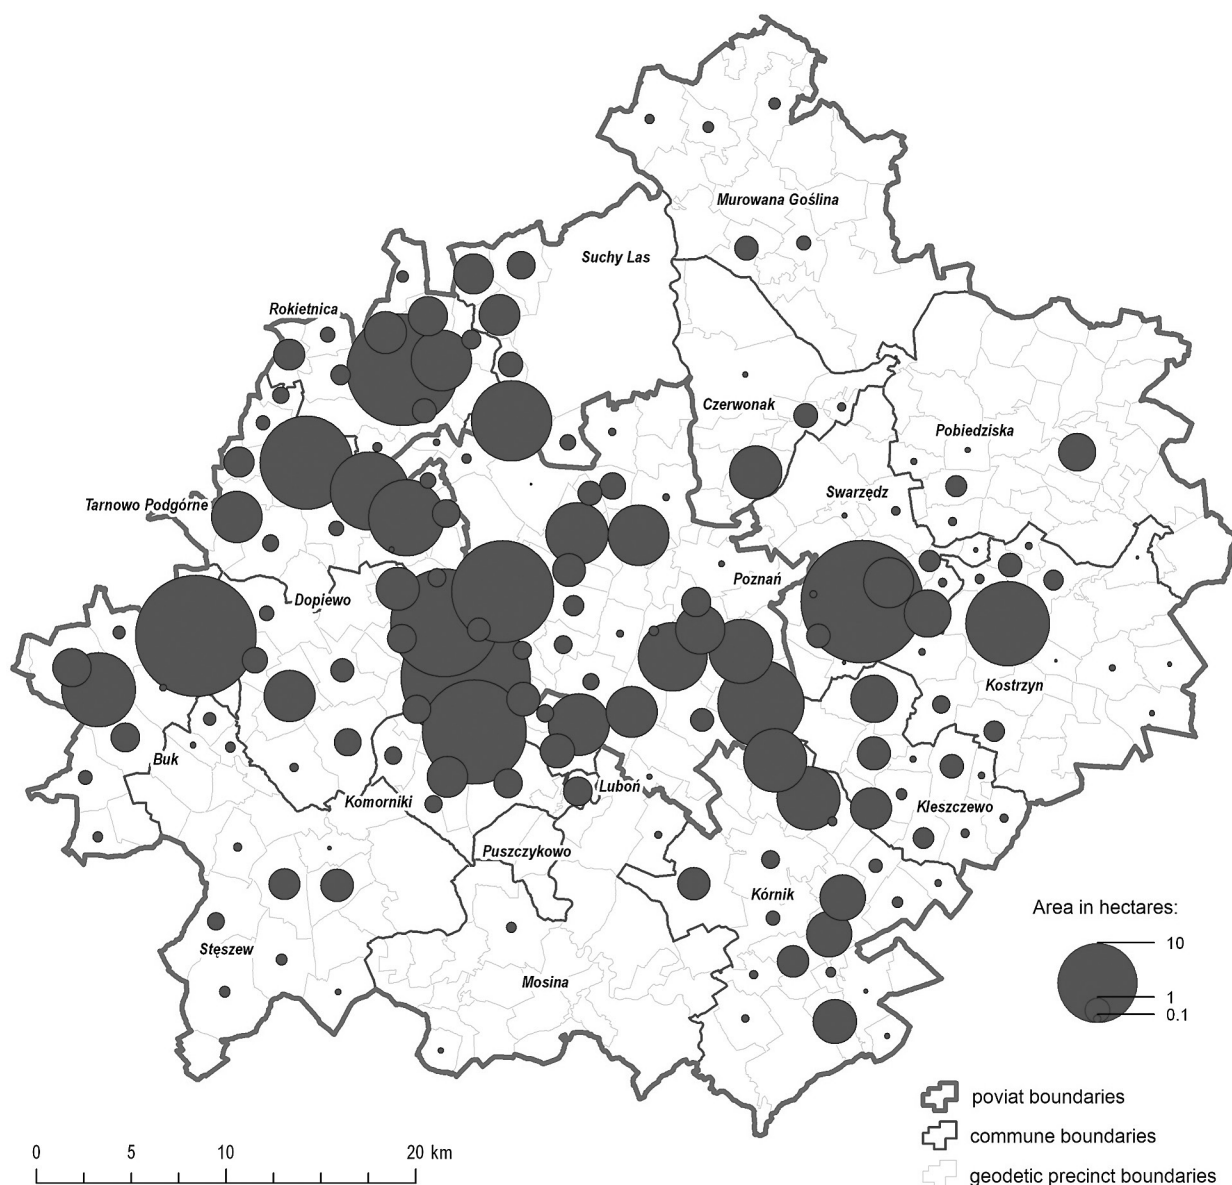 Murowana Goślina
Suchy Las
Rokietnica
Czerwonak
Pobiedziska
Swarzędz
Tarnowo Podgórne
Poznań
Dopiewo
Kostrzyn
Buk
Luboń
Komorniki
Kleszczewo
Puszczykowo
Kórnik
Stęszew
Mosina
Area in hectares:
10
1
0.1
poviat boundaries
commune boundaries
geodetic precinct boundaries
0 5 10 20 km